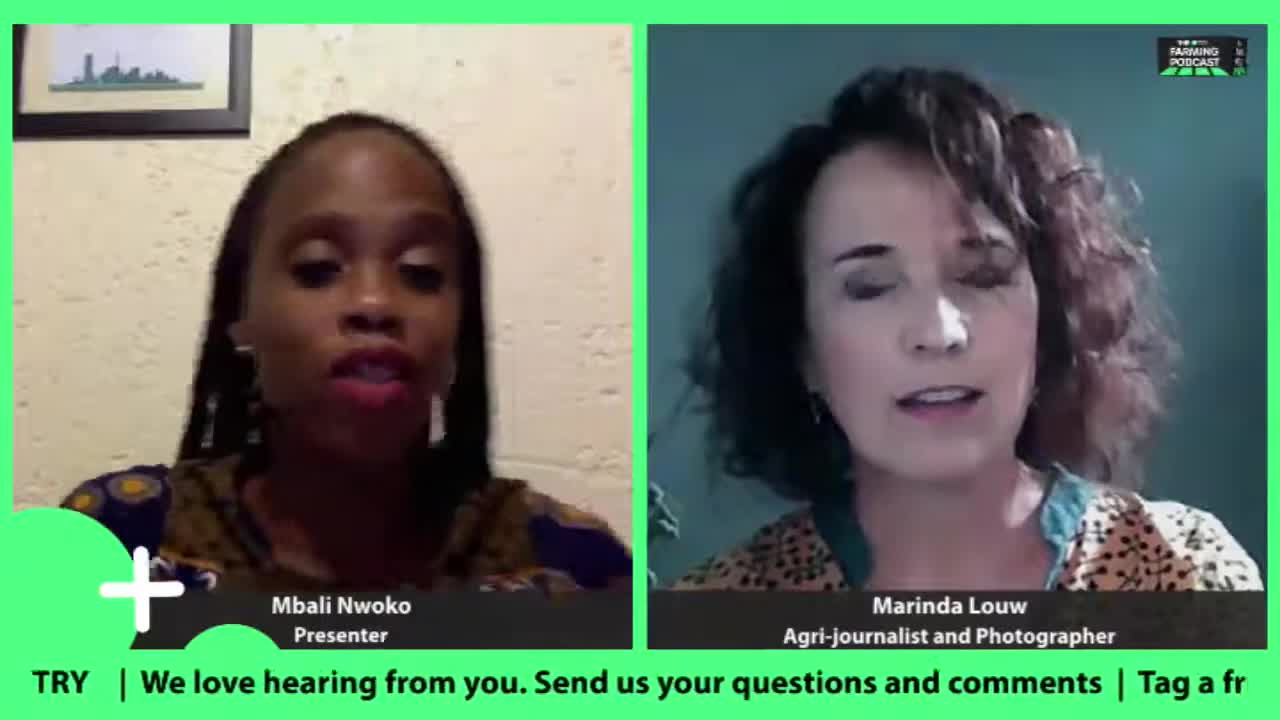 FARMING
PODCAST
Mbali Nwoko
Presenter
Marinda Louw
Agri-journalist and Photographer
TRY | We love hearing from you. Send us your questions and comments | Tag a fr